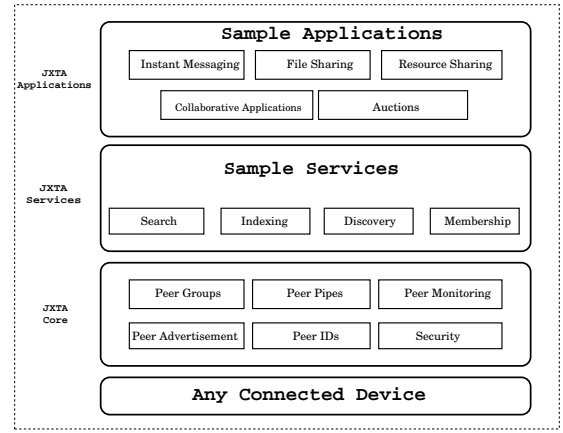 Sample Applications
JXTA
Applications
Instant Messaging
File Sharing
Resource Sharing
Collaborative Applications
Auctions
Sample Services
JXTA
Services
Search
Indexing
Discovery
Membership
JXTA
Core
Peer Groups
Peer Pipes
Peer Monitoring
Peer Advertisement
Peer IDs
Security
Any Connected Device